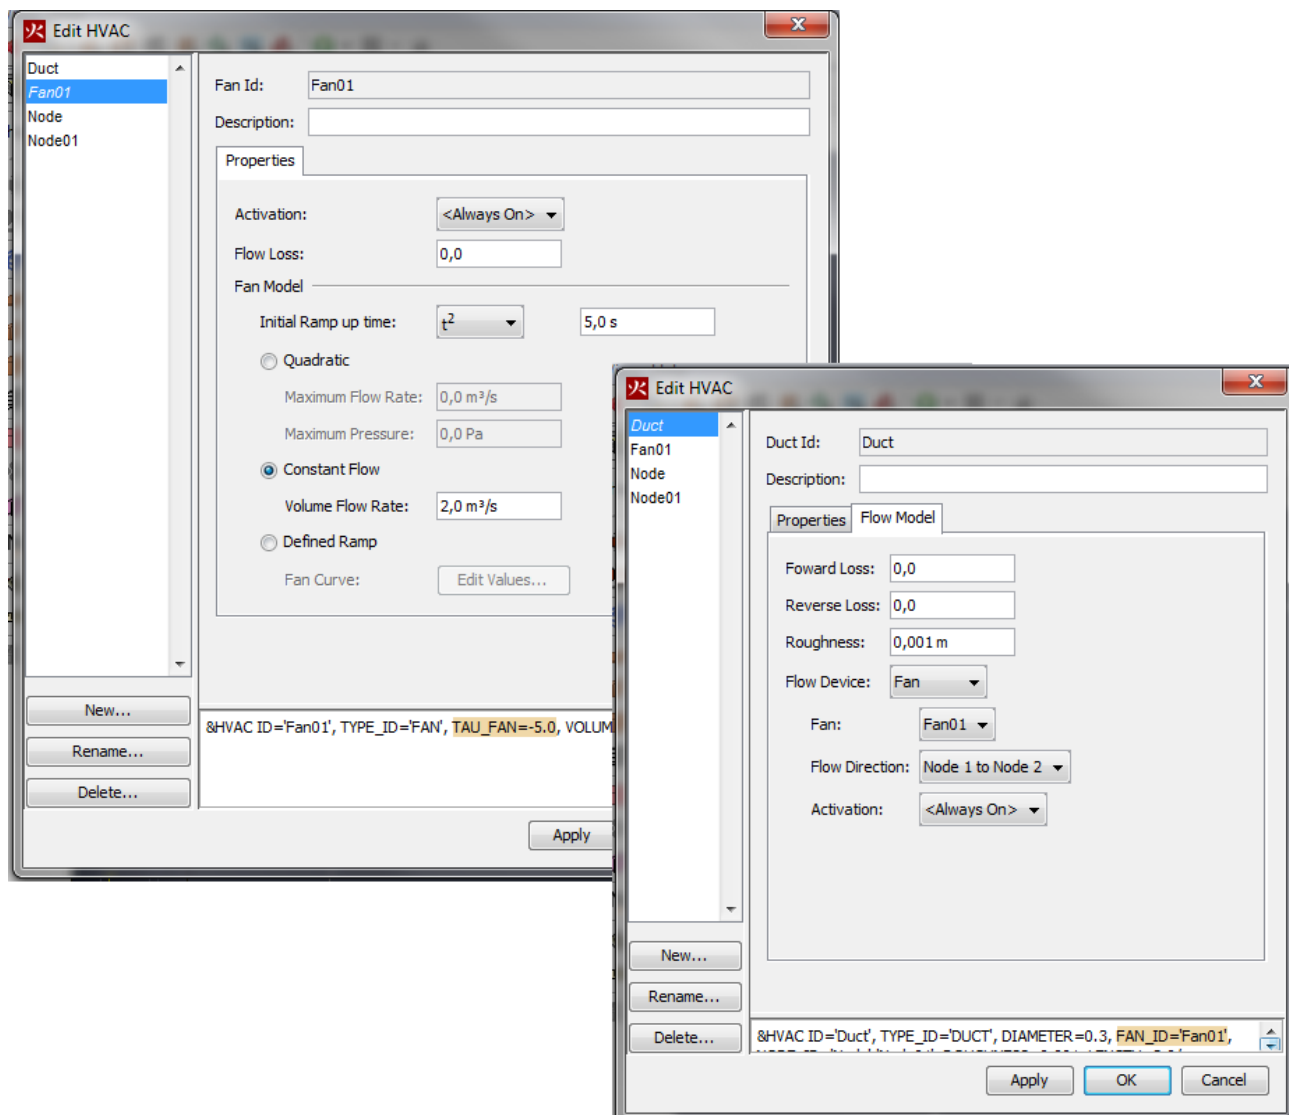 Edit HVAC
Duct
Fan01
Node
Node01
Fan Id: Fan01
Description:
Properties
Activation: <Always On>
Flow Loss: 0,0
Fan Model
Initial Ramp up time: t² 5,0 s
Quadratic
Maximum Flow Rate: 0,0 m³/s
Maximum Pressure: 0,0 Pa
Constant Flow
Volume Flow Rate: 2,0 m³/s
Defined Ramp
Fan Curve: Edit Values...
New...
Rename...
Delete...
&HVAC ID='Fan01', TYPE_ID='FAN', TAU_FAN=-5.0, VOLUM
Apply
Edit HVAC
Duct
Fan01
Node
Node01
Duct Id: Duct
Description:
Properties Flow Model
Foward Loss: 0,0
Reverse Loss: 0,0
Roughness: 0,001 m
Flow Device: Fan
Fan: Fan01
Flow Direction: Node 1 to Node 2
Activation: <Always On>
New...
Rename...
Delete...
&HVAC ID='Duct', TYPE_ID='DUCT', DIAMETER=0.3, FAN_ID='Fan01',
Apply OK Cancel